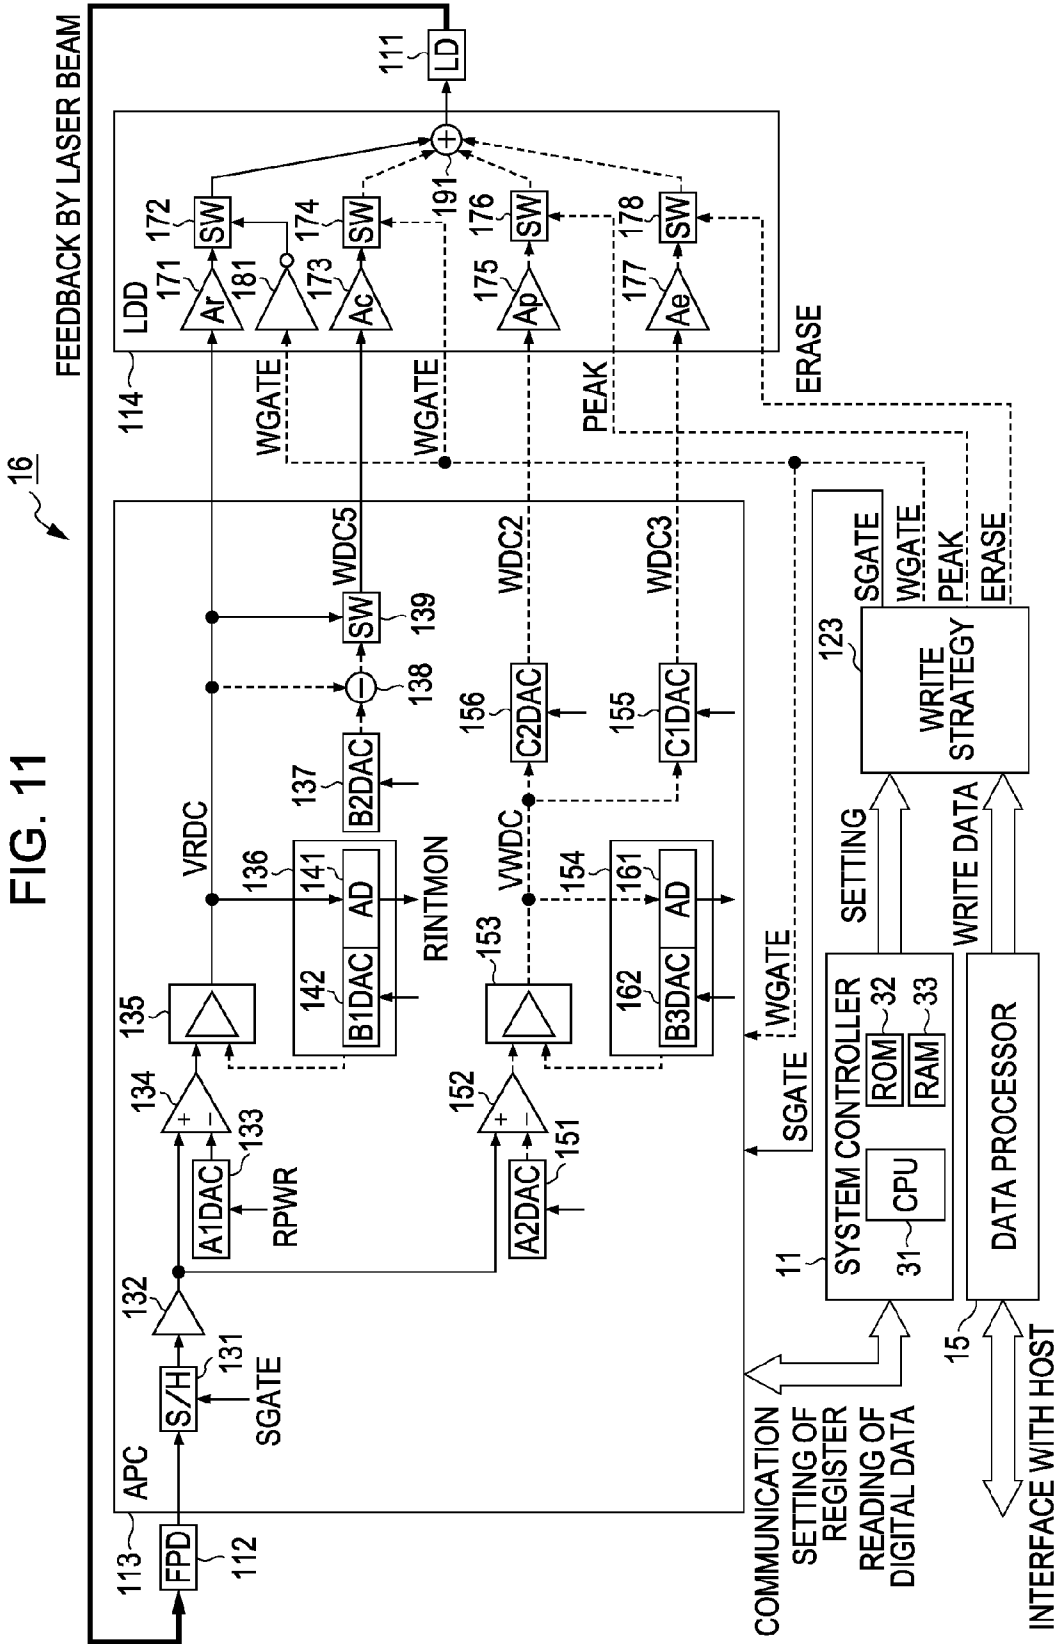 FIG. 11
16
FEEDBACK BY LASER BEAM
113
APC
114
LDD
112
FPD
S/H
131
SGATE
132
A1DAC
133
RPWR
134
135
VRDC
136
142
141
B1DAC
AD
RINTMON
137
B2DAC
138
SW
139
WDC5
171
Ar
172
SW
181
WGATE
173
Ac
174
SW
WGATE
191
111
LD
A2DAC
151
152
153
VWDC
154
162
161
B3DAC
AD
156
C2DAC
WDC2
155
C1DAC
WDC3
175
Ap
176
SW
PEAK
177
Ae
178
SW
ERASE
SGATE
WGATE
COMMUNICATION
SETTING OF
REGISTER
READING OF
DIGITAL DATA
11
SYSTEM CONTROLLER
31
CPU
ROM
32
RAM
33
SETTING
15
DATA PROCESSOR
WRITE DATA
INTERFACE WITH HOST
123
WRITE
STRATEGY
SGATE
WGATE
PEAK
ERASE